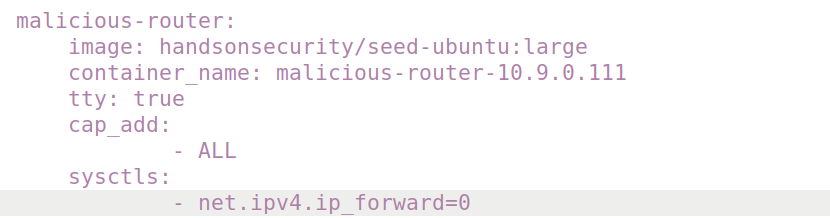 malicious-router:
    image: handsonsecurity/seed-ubuntu:large
    container_name: malicious-router-10.9.0.111
    tty: true
    cap_add:
            - ALL
    sysctls:
            - net.ipv4.ip_forward=0